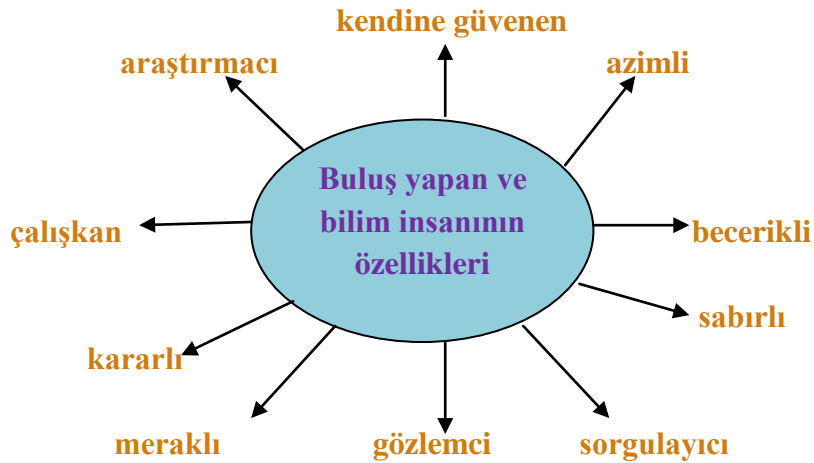 kendine güvenen
araştırmacı
azimli
Buluş yapan ve
bilim insanının
özellikleri
çalışkan
becerikli
sabırlı
kararlı
meraklı
gözlemci
sorgulayıcı